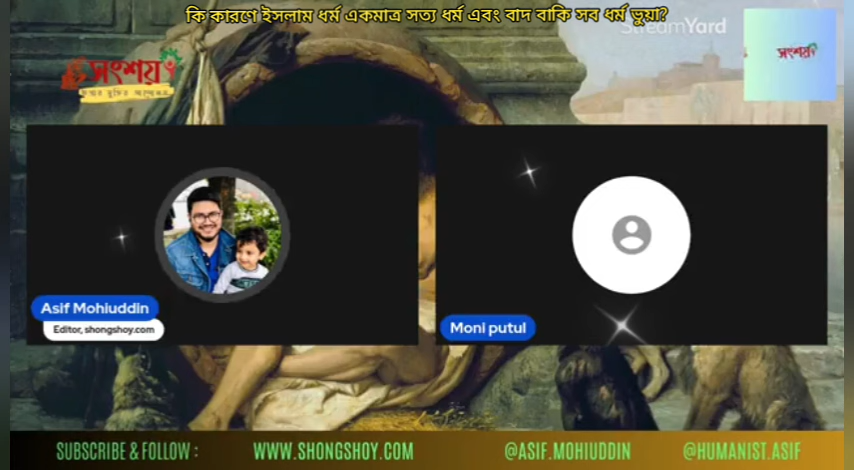 কি কারণে ইসলাম ধর্ম একমাত্র সত্য ধর্ম এবং বাদ বাকি সব ধর্ম ভুয়া?
StreamYard
সংশয়
সংশয়
Asif Mohiuddin
Editor, shongshoy.com
Moni putul
SUBSCRIBE & FOLLOW : WWW.SHONGSHOY.COM @ASIF.MOHIUDDIN @HUMANIST.ASIF